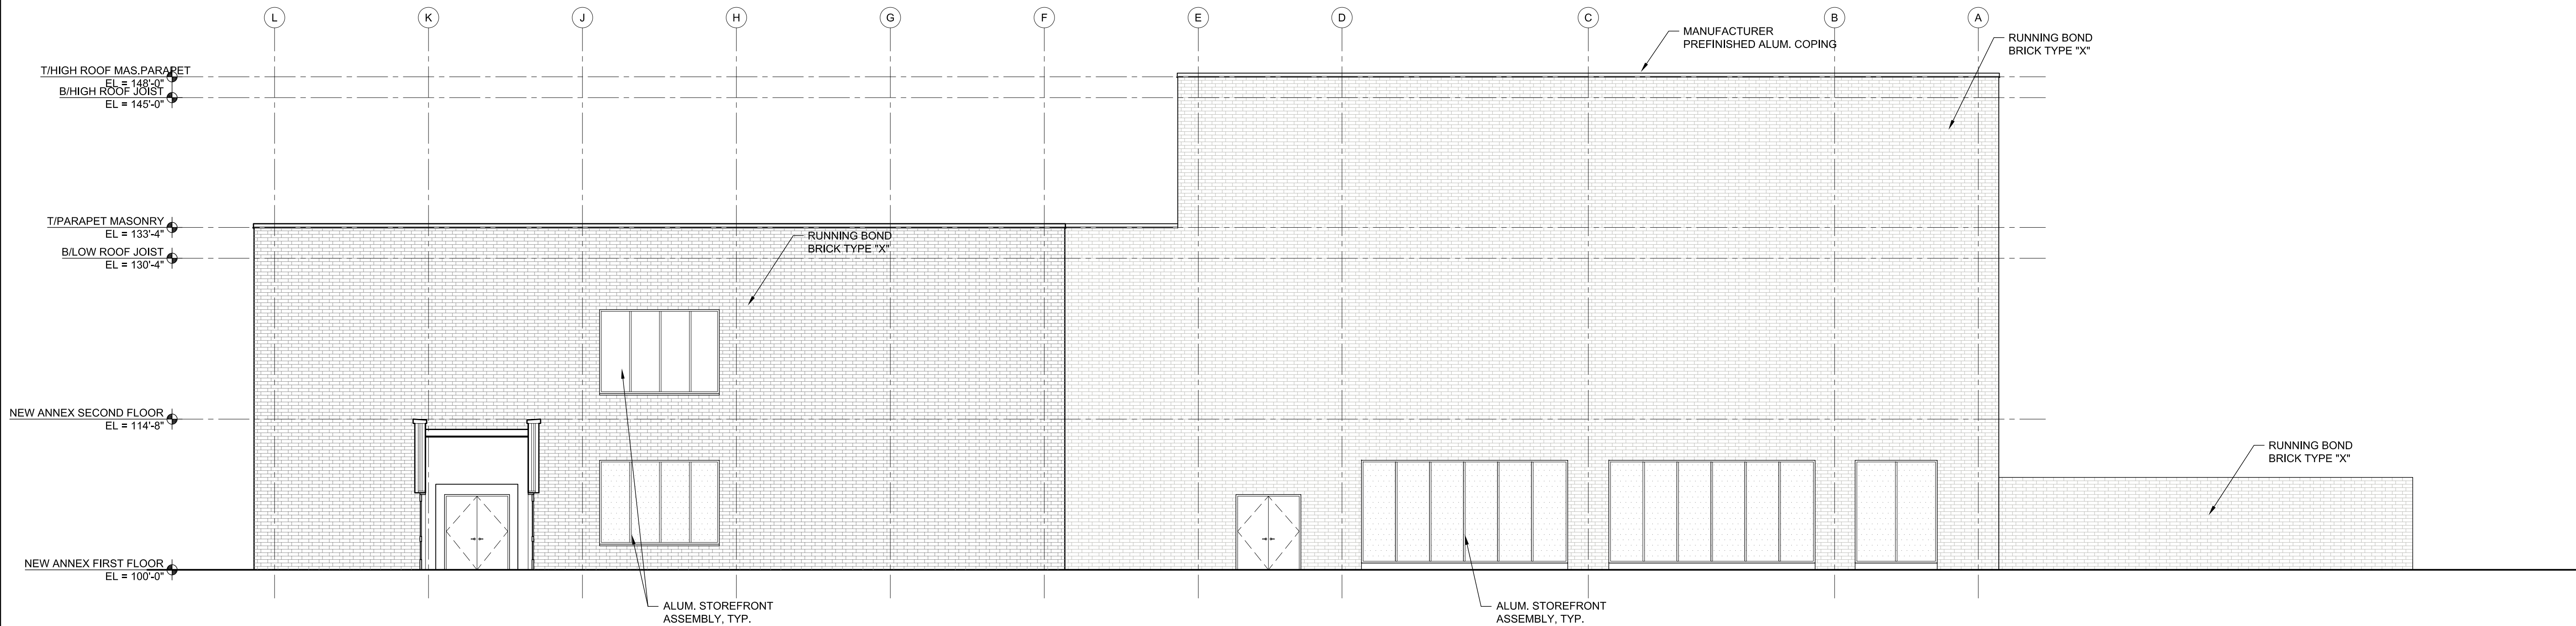 L
K
J
H
G
F
E
D
C
B
A
MANUFACTURER
PREFINISHED ALUM. COPING
RUNNING BOND
BRICK TYPE "X"
T/HIGH ROOF MAS.PARAPET
EL = 148'-0"
B/HIGH ROOF JOIST
EL = 145'-0"
T/PARAPET MASONRY
EL = 133'-4"
B/LOW ROOF JOIST
EL = 130'-4"
RUNNING BOND
BRICK TYPE "X"
NEW ANNEX SECOND FLOOR
EL = 114'-8"
RUNNING BOND
BRICK TYPE "X"
NEW ANNEX FIRST FLOOR
EL = 100'-0"
ALUM. STOREFRONT
ASSEMBLY, TYP.
ALUM. STOREFRONT
ASSEMBLY, TYP.